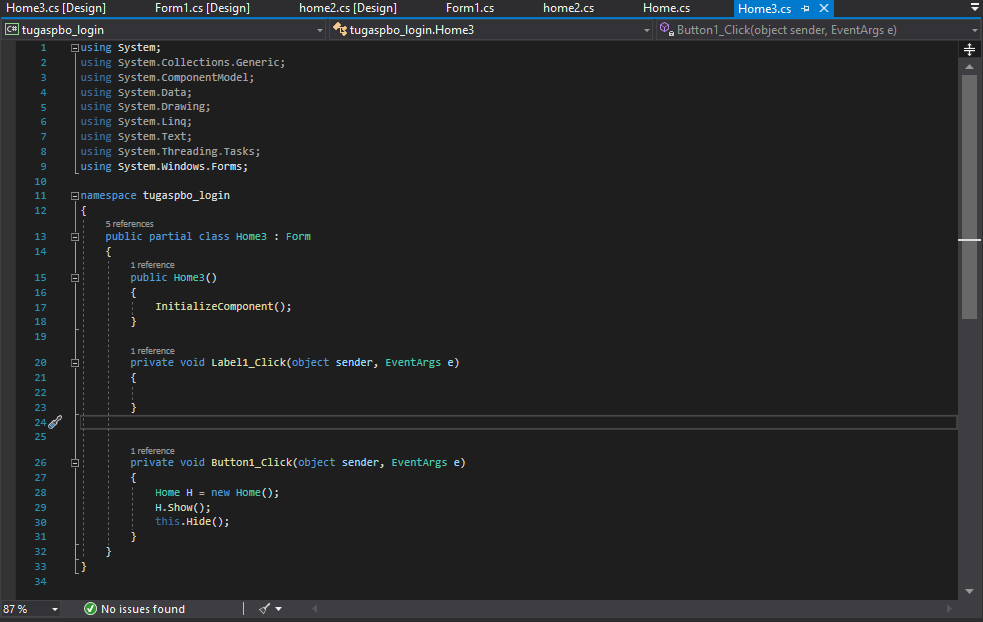 Home3.cs [Design] Form1.cs [Design] home2.cs [Design] Form1.cs home2.cs Home.cs Home3.cs
C# tugaspbo_login tugaspbo_login.Home3 Button1_Click(object sender, EventArgs e)
1 using System;
2 using System.Collections.Generic;
3 using System.ComponentModel;
4 using System.Data;
5 using System.Drawing;
6 using System.Linq;
7 using System.Text;
8 using System.Threading.Tasks;
9 using System.Windows.Forms;
10
11 namespace tugaspbo_login
12 {
5 references
13 public partial class Home3 : Form
14 {
1 reference
15 public Home3()
16 {
17 InitializeComponent();
18 }
19
1 reference
20 private void Label1_Click(object sender, EventArgs e)
21 {
22
23 }
24
25
1 reference
26 private void Button1_Click(object sender, EventArgs e)
27 {
28 Home H = new Home();
29 H.Show();
30 this.Hide();
31 }
32 }
33 }
34
87 % No issues found